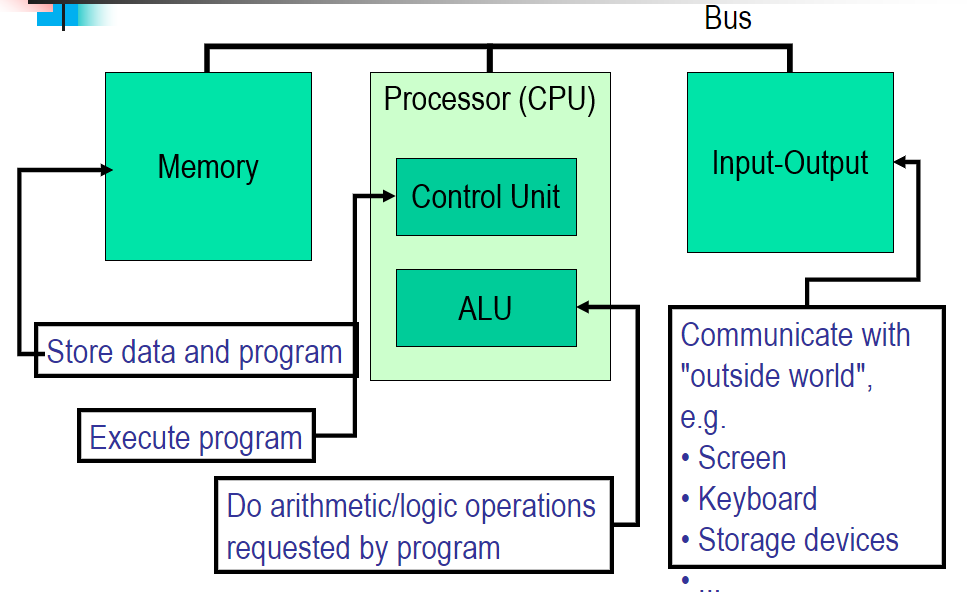 Bus
Processor (CPU)
Memory
Input-Output
Control Unit
ALU
Store data and program
Execute program
Do arithmetic/logic operations
requested by program
Communicate with
"outside world",
e.g.
• Screen
• Keyboard
• Storage devices
• ...